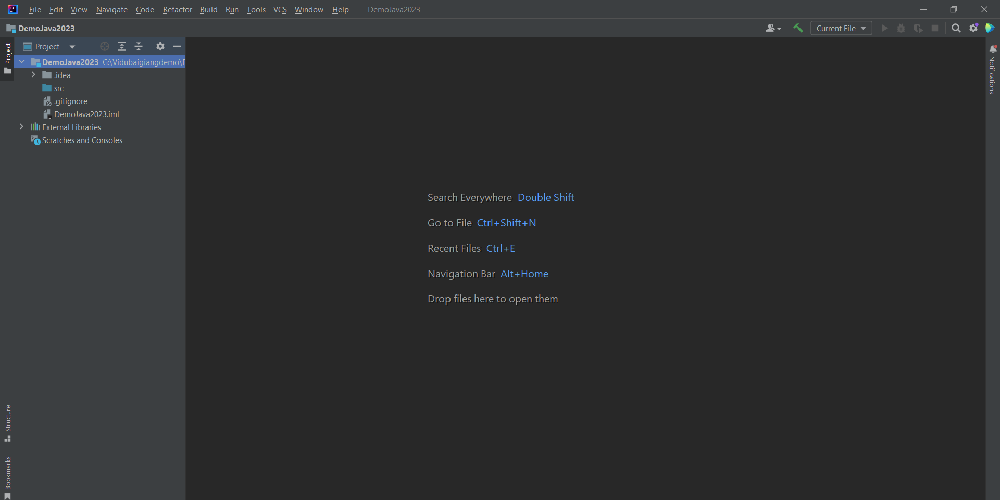 File Edit View Navigate Code Refactor Build Run Tools VCS Window Help DemoJava2023
DemoJava2023
Current File
Project
Project
DemoJava2023 G:\Vidubaigiangdemo\D
.idea
src
.gitignore
DemoJava2023.iml
External Libraries
Scratches and Consoles
Search Everywhere Double Shift
Go to File Ctrl+Shift+N
Recent Files Ctrl+E
Navigation Bar Alt+Home
Drop files here to open them
Notifications
Structure
Bookmarks